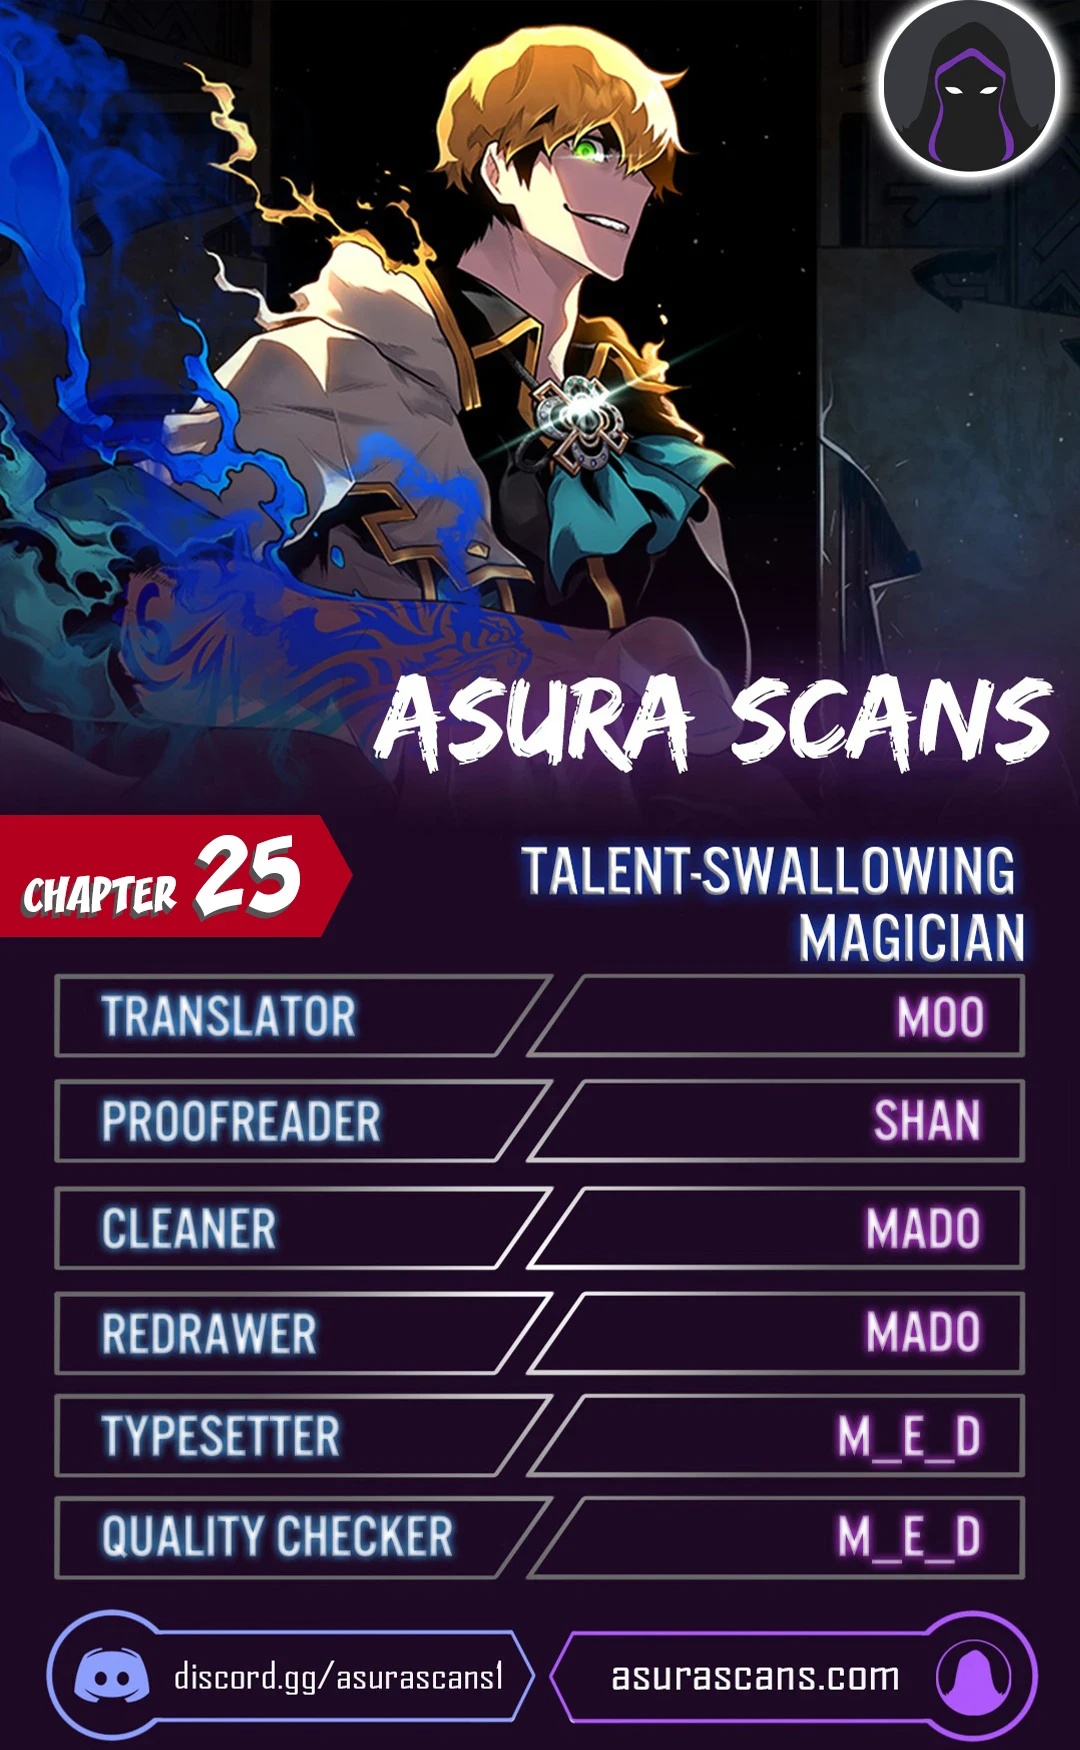 ASURA SCANS
CHAPTER 25
TALENT-SWALLOWING
MAGICIAN
TRANSLATOR MOO
PROOFREADER SHAN
CLEANER MADO
REDRAWER MADO
TYPESETTER M_E_D
QUALITY CHECKER M_E_D
discord.gg/asurascans1
asurascans.com